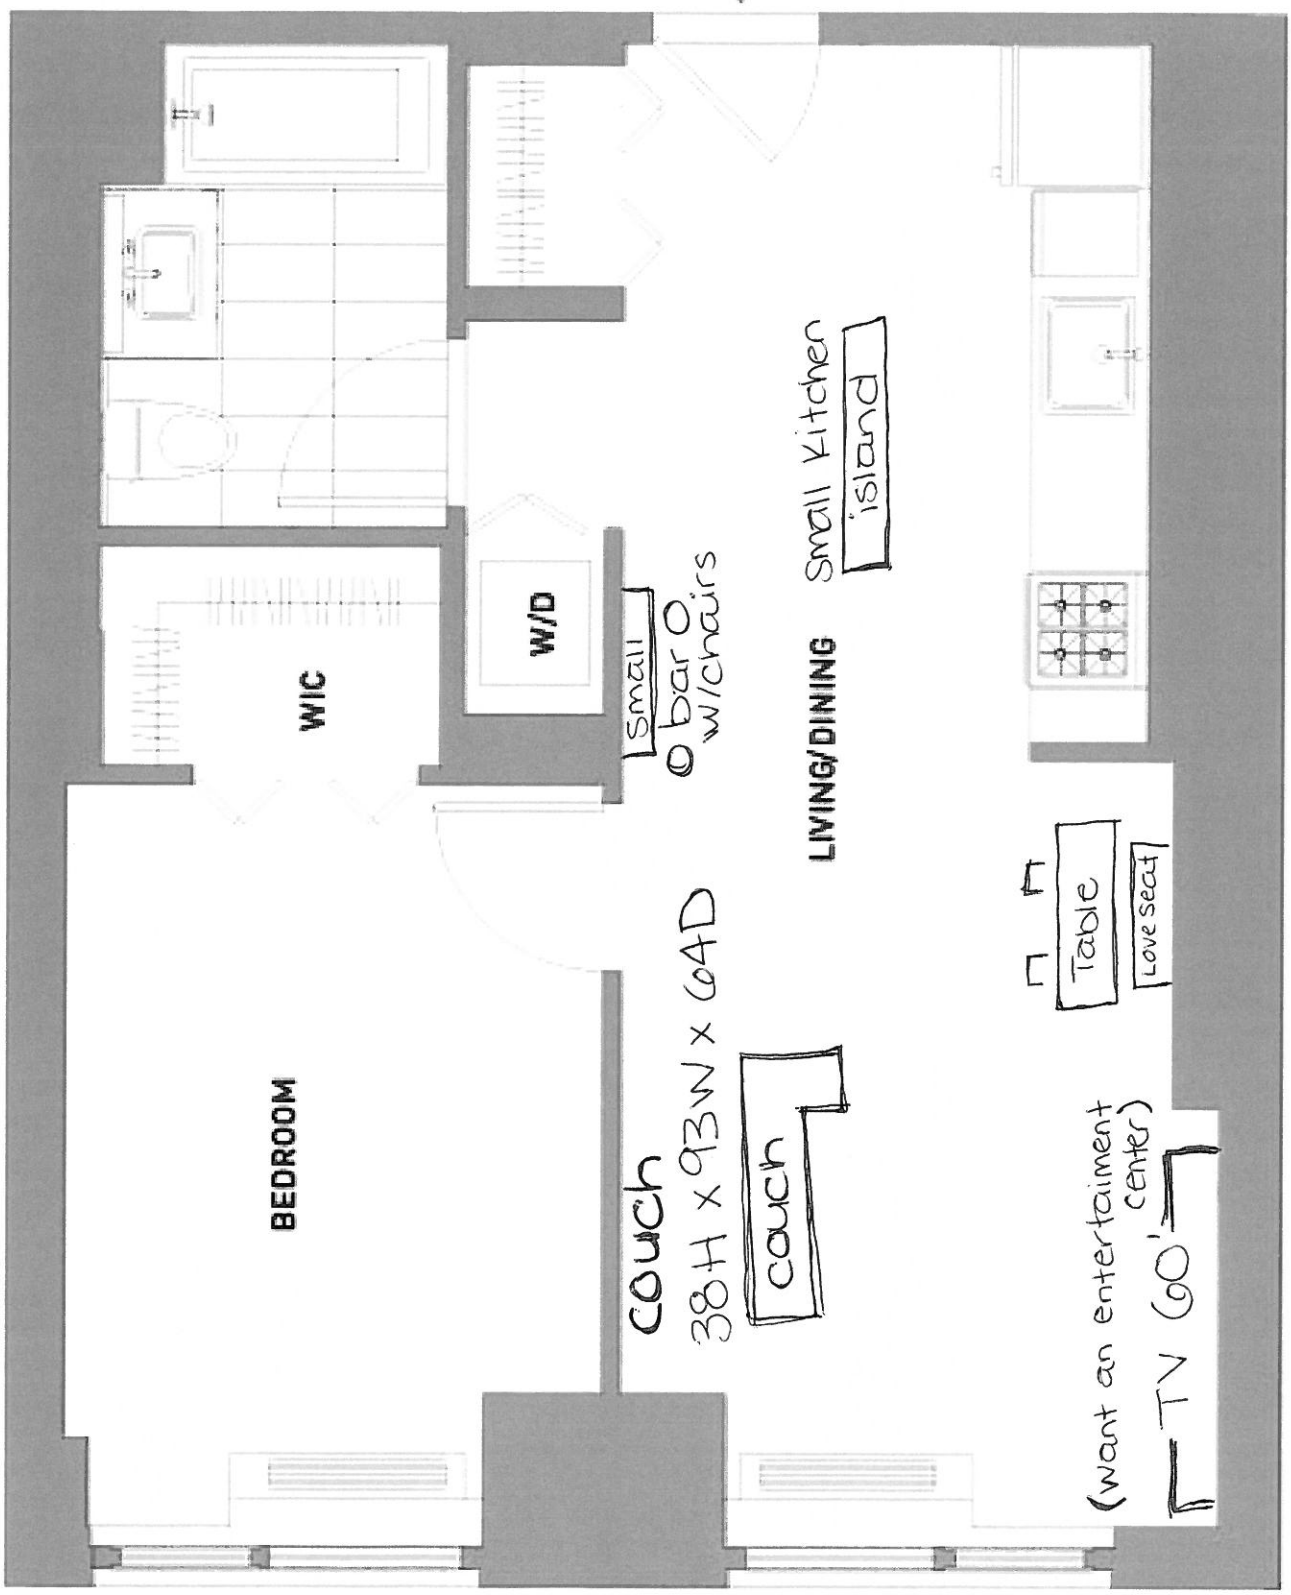 W/D
WIC
small
bar
w/chairs
Small Kitchen
island
LIVING/DINING
BEDROOM
couch
38H x 93W x 64D
couch
Table
Love seat
(want an entertaiment
center)
TV 60'